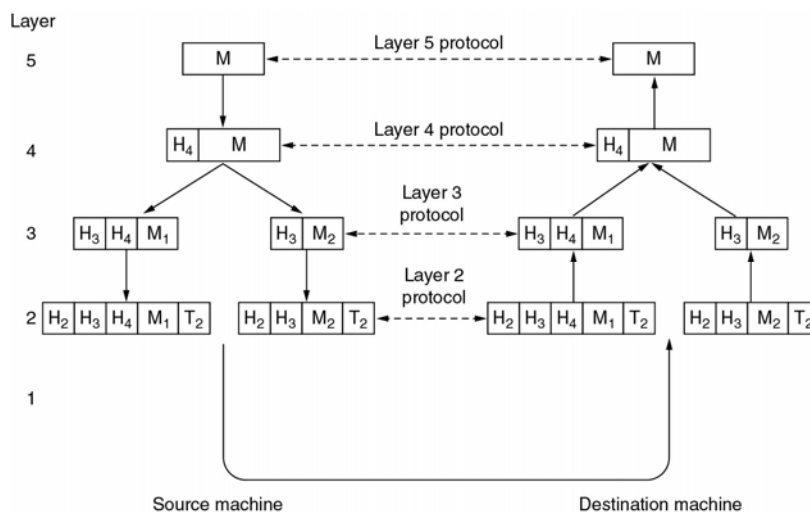 Layer
5 M Layer 5 protocol M
4 H4 M Layer 4 protocol H4 M
Layer 3
protocol
3 H3 H4 M1 H3 M2 H3 H4 M1 H3 M2
Layer 2
protocol
2 H2 H3 H4 M1 T2 H2 H3 M2 T2 H2 H3 H4 M1 T2 H2 H3 M2 T2
1
Source machine Destination machine